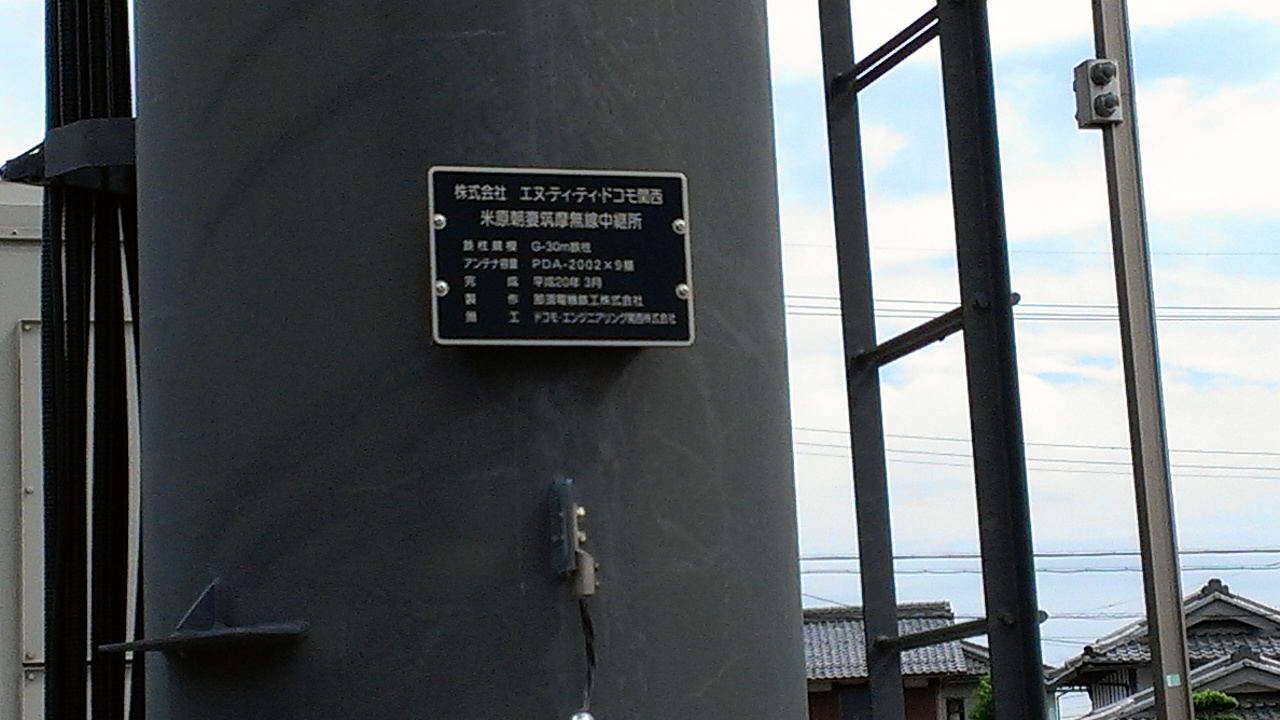 株式会社 エヌ・ティ・ティ・ドコモ関西
米原朝妻筑摩無線中継所
鉄柱規模 G-30m鉄柱
アンテナ容量 PDA-2002×9基
完成 平成20年3月
製作 那須電機鉄工株式会社
施工 ドコモ・エンジニアリング関西株式会社